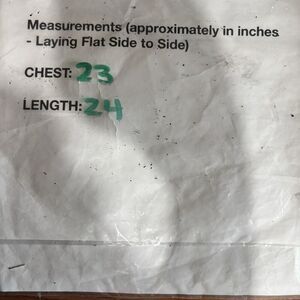 Measurements (approximately in inches
- Laying Flat Side to Side)
CHEST: 23
LENGTH: 24